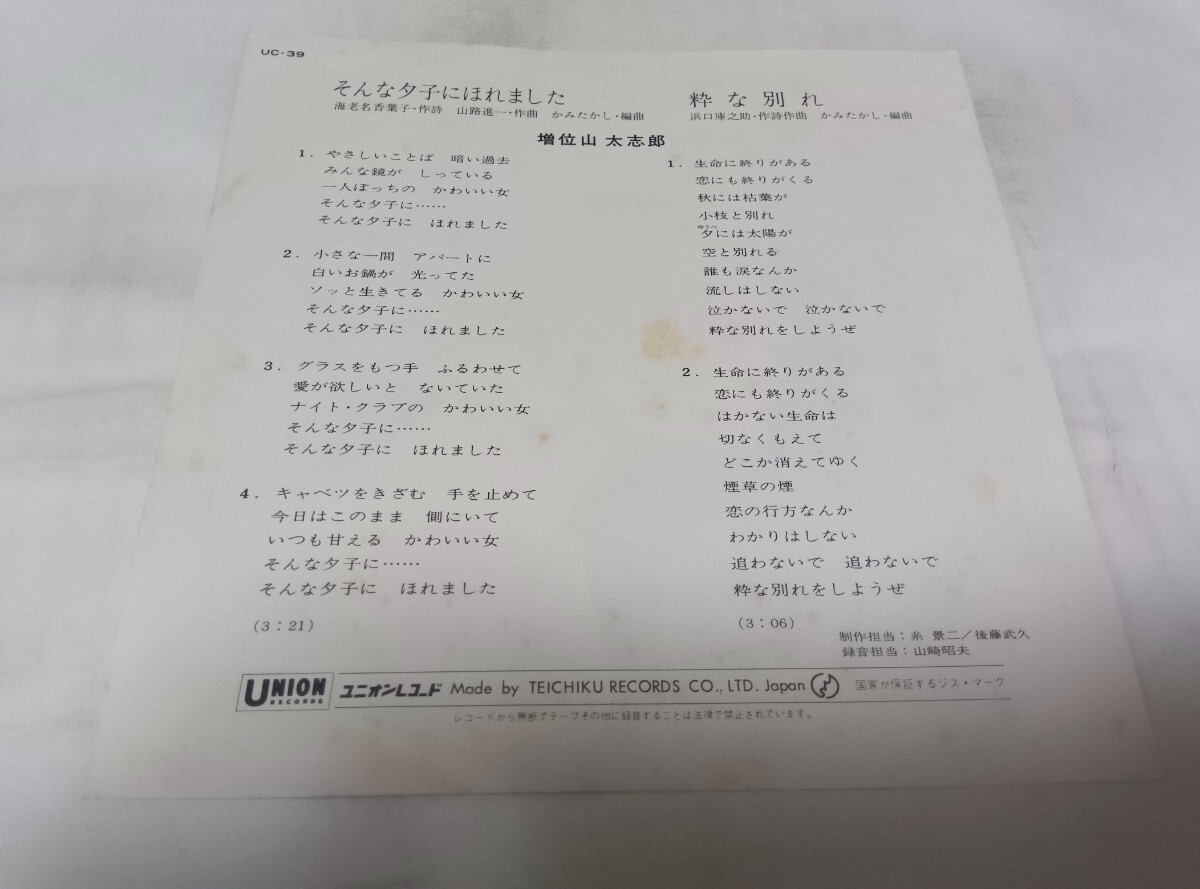 UC-39
そんな夕子にほれました
海老名香葉子・作詩　山路進一・作曲　かみたかし・編曲
粋な別れ
浜口庫之助・作詩作曲　かみたかし・編曲
増位山 太志郎
1. やさしいことば　暗い過去
みんな鏡が　しっている
一人ぼっちの　かわいい女
そんな夕子に……
そんな夕子に　ほれました
2. 小さな一間　アパートに
白いお鍋が　光ってた
ソッと生きてる　かわいい女
そんな夕子に……
そんな夕子に　ほれました
3. グラスをもつ手　ふるわせて
愛が欲しいと　ないていた
ナイト・クラブの　かわいい女
そんな夕子に……
そんな夕子に　ほれました
4. キャベツをきざむ　手を止めて
今日はこのまま　側にいて
いつも甘える　かわいい女
そんな夕子に……
そんな夕子に　ほれました
(3：21)
1. 生命に終りがある
恋にも終りがくる
秋には枯葉が
小枝と別れ
ゆうべ
夕には太陽が
空と別れる
誰も涙なんか
流しはしない
泣かないで　泣かないで
粋な別れをしようぜ
2. 生命に終りがある
恋にも終りがくる
はかない生命は
切なくもえて
どこか消えてゆく
煙草の煙
恋の行方なんか
わかりはしない
追わないで　追わないで
粋な別れをしようぜ
(3：06)
制作担当：糸 景二／後藤武久
録音担当：山崎昭夫
UNION
RECORDS
ユニオンレコード Made by TEICHIKU RECORDS CO., LTD. Japan 国家が保証するジス・マーク
レコードから無断でテープその他に録音することは法律で禁止されています。